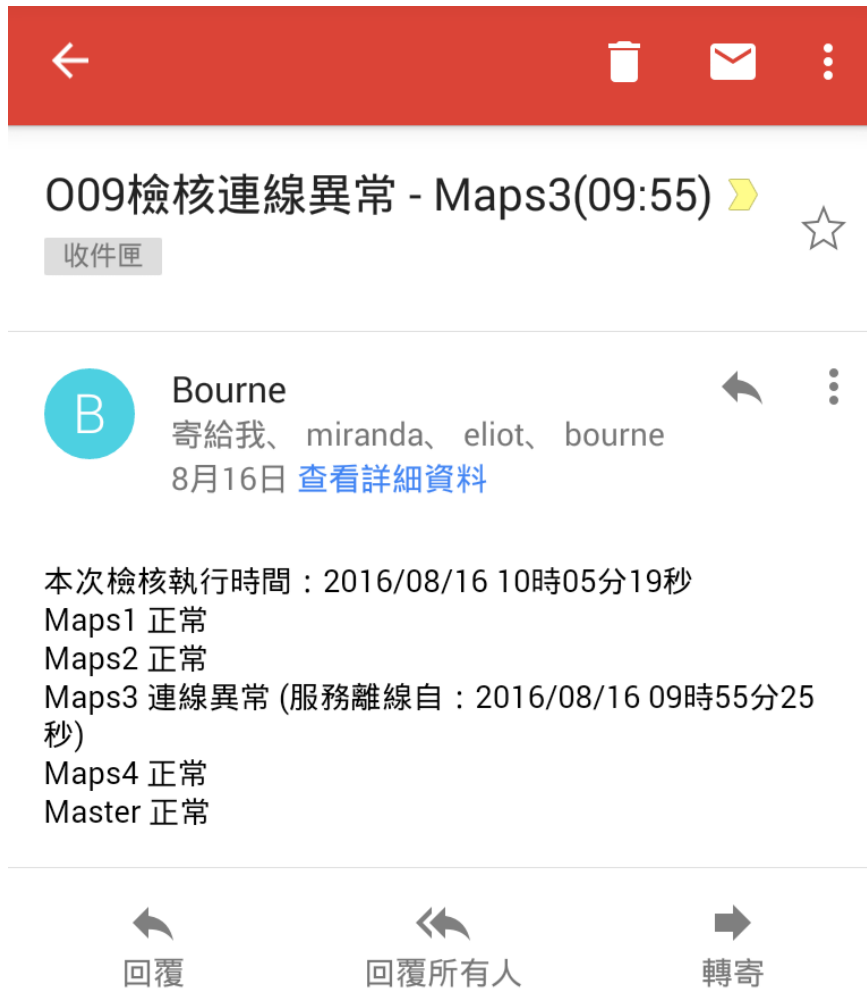 O09檢核連線異常 - Maps3(09:55)
收件匣
B
Bourne
寄給我、 miranda、 eliot、 bourne
8月16日 查看詳細資料
本次檢核執行時間：2016/08/16 10時05分19秒
Maps1 正常
Maps2 正常
Maps3 連線異常 (服務離線自：2016/08/16 09時55分25
秒)
Maps4 正常
Master 正常
回覆
回覆所有人
轉寄